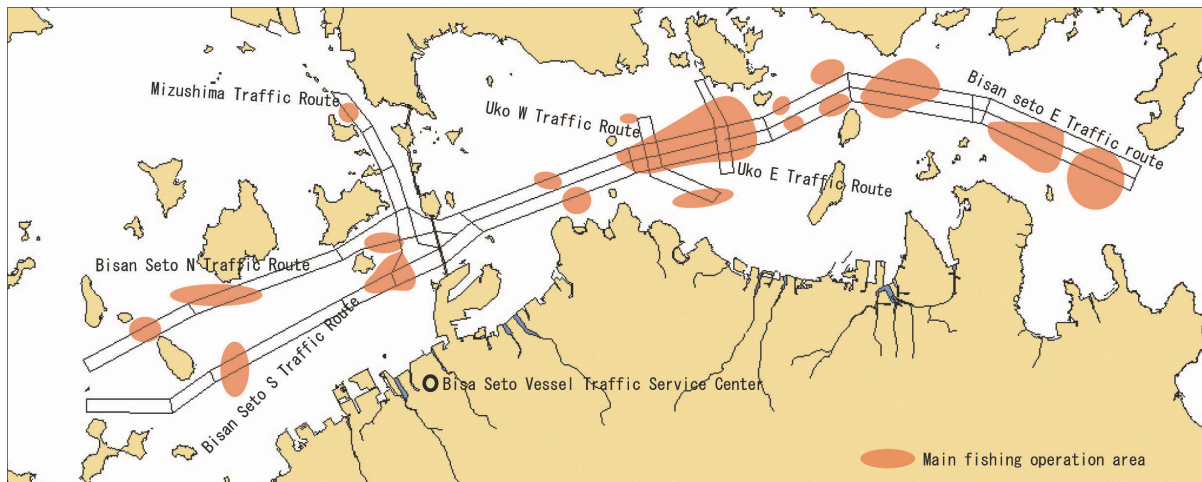 Mizushima Traffic Route
Uko W Traffic Route
Bisan seto E Traffic route
Uko E Traffic Route
Bisan Seto N Traffic Route
Bisan Seto S Traffic Route
Bisa Seto Vessel Traffic Service Center
Main fishing operation area